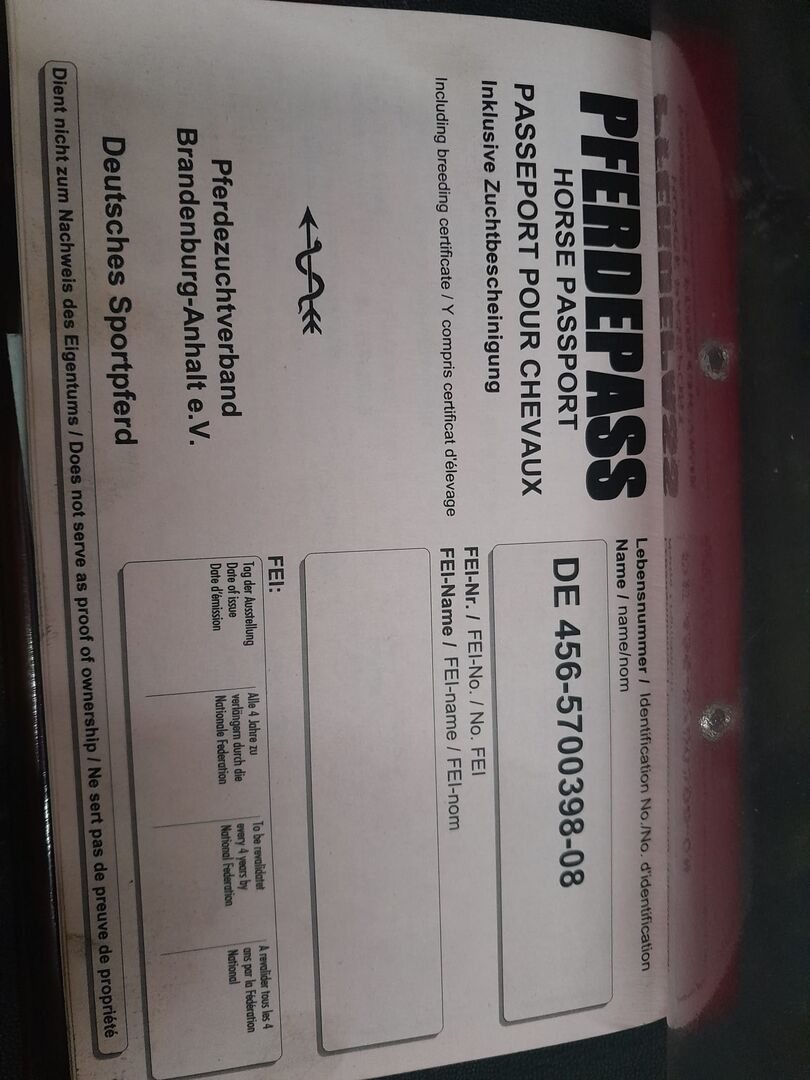 PFERDEPASS
HORSE PASSPORT
PASSEPORT POUR CHEVAUX
Inklusive Zuchtbescheinigung
Including breeding certificate / Y compris certificat d'élevage
Pferdezuchtverband
Brandenburg-Anhalt e.V.
Deutsches Sportpferd
Lebensnummer / Identification No./No. d'identification
Name / name/nom
DE 456-5700398-08
FEI-Nr. / FEI-No. / No. FEI
FEI-Name / FEI-name / FEI-nom
FEI:
Tag der Ausstellung
Date of issue
Date d'émission
Alle 4 Jahre zu
verlängern durch die
Nationale Federation
To be revalidatet
every 4 years by
National Federation
A revalider tous les 4
ans par la Fédération
National
Dient nicht zum Nachweis des Eigentums / Does not serve as proof of ownership / Ne sert pas de preuve de propriété